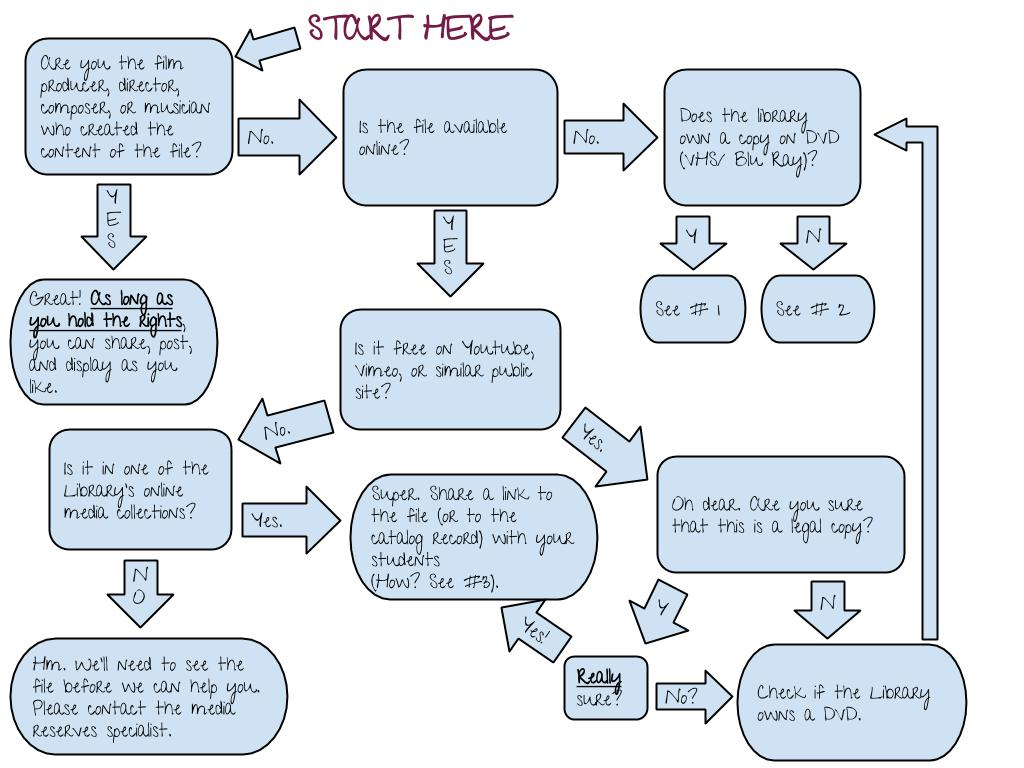 START HERE
Are you the film
producer, director,
composer, or musician
who created the
content of the file?
No.
Is the file available
online?
No.
Does the library
own a copy on DVD
(VHS/ Blu Ray)?
YES
YES
Y
N
Great! As long as
you hold the rights,
you can share, post,
and display as you
like.
See # 1
See # 2
Is it free on Youtube,
Vimeo, or similar public
site?
No.
Yes.
Is it in one of the
Library's online
media collections?
Yes.
Super. Share a link to
the file (or to the
catalog record) with your
students
(How? See #3).
Oh dear. Are you sure
that this is a legal copy?
NO
Y
N
Yes!
Hm. We'll need to see the
file before we can help you.
Please contact the media
reserves specialist.
Really
sure?
No?
Check if the Library
owns a DVD.